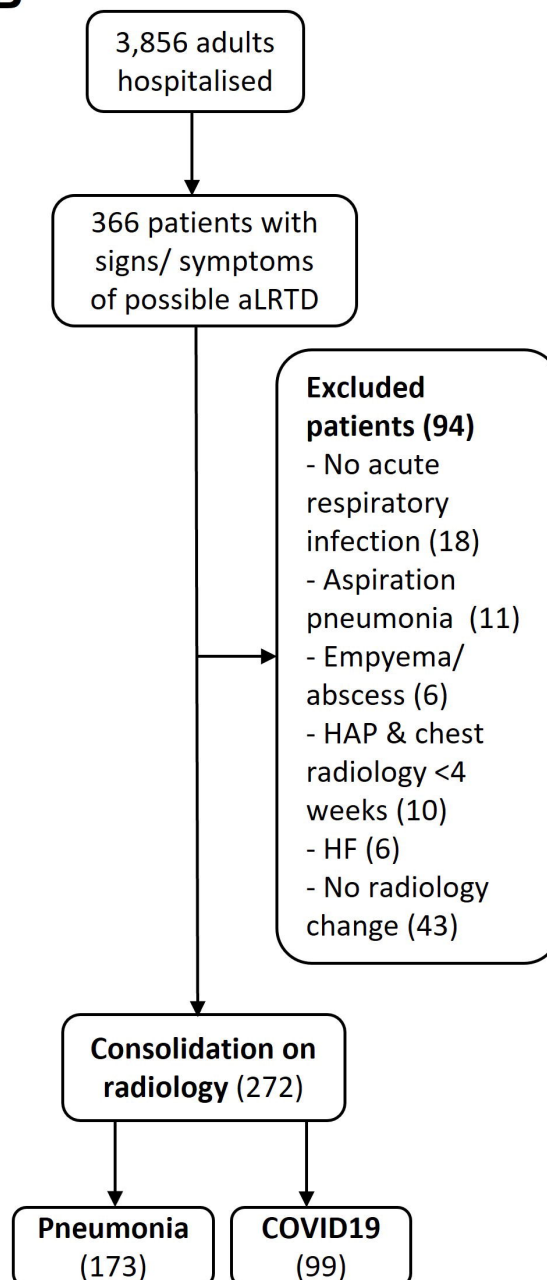 3,856 adults
hospitalised
366 patients with
signs/ symptoms
of possible aLRTD
Excluded
patients (94)
- No acute
respiratory
infection (18)
- Aspiration
pneumonia  (11)
- Empyema/
abscess (6)
- HAP & chest
radiology <4
weeks (10)
- HF (6)
- No radiology
change (43)
Consolidation on
radiology (272)
Pneumonia
(173)
COVID19
(99)